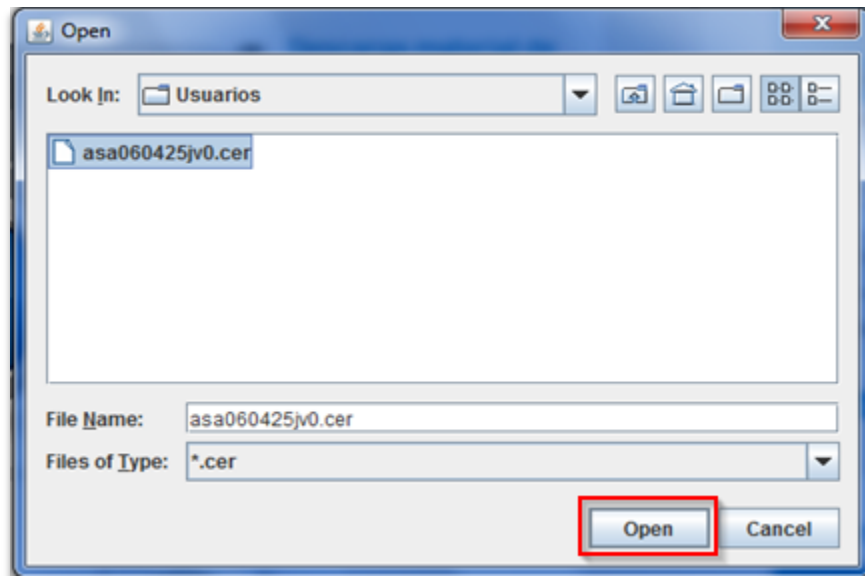 Open
Look In: Usuarios
asa060425jv0.cer
File Name: asa060425jv0.cer
Files of Type: *.cer
Open Cancel